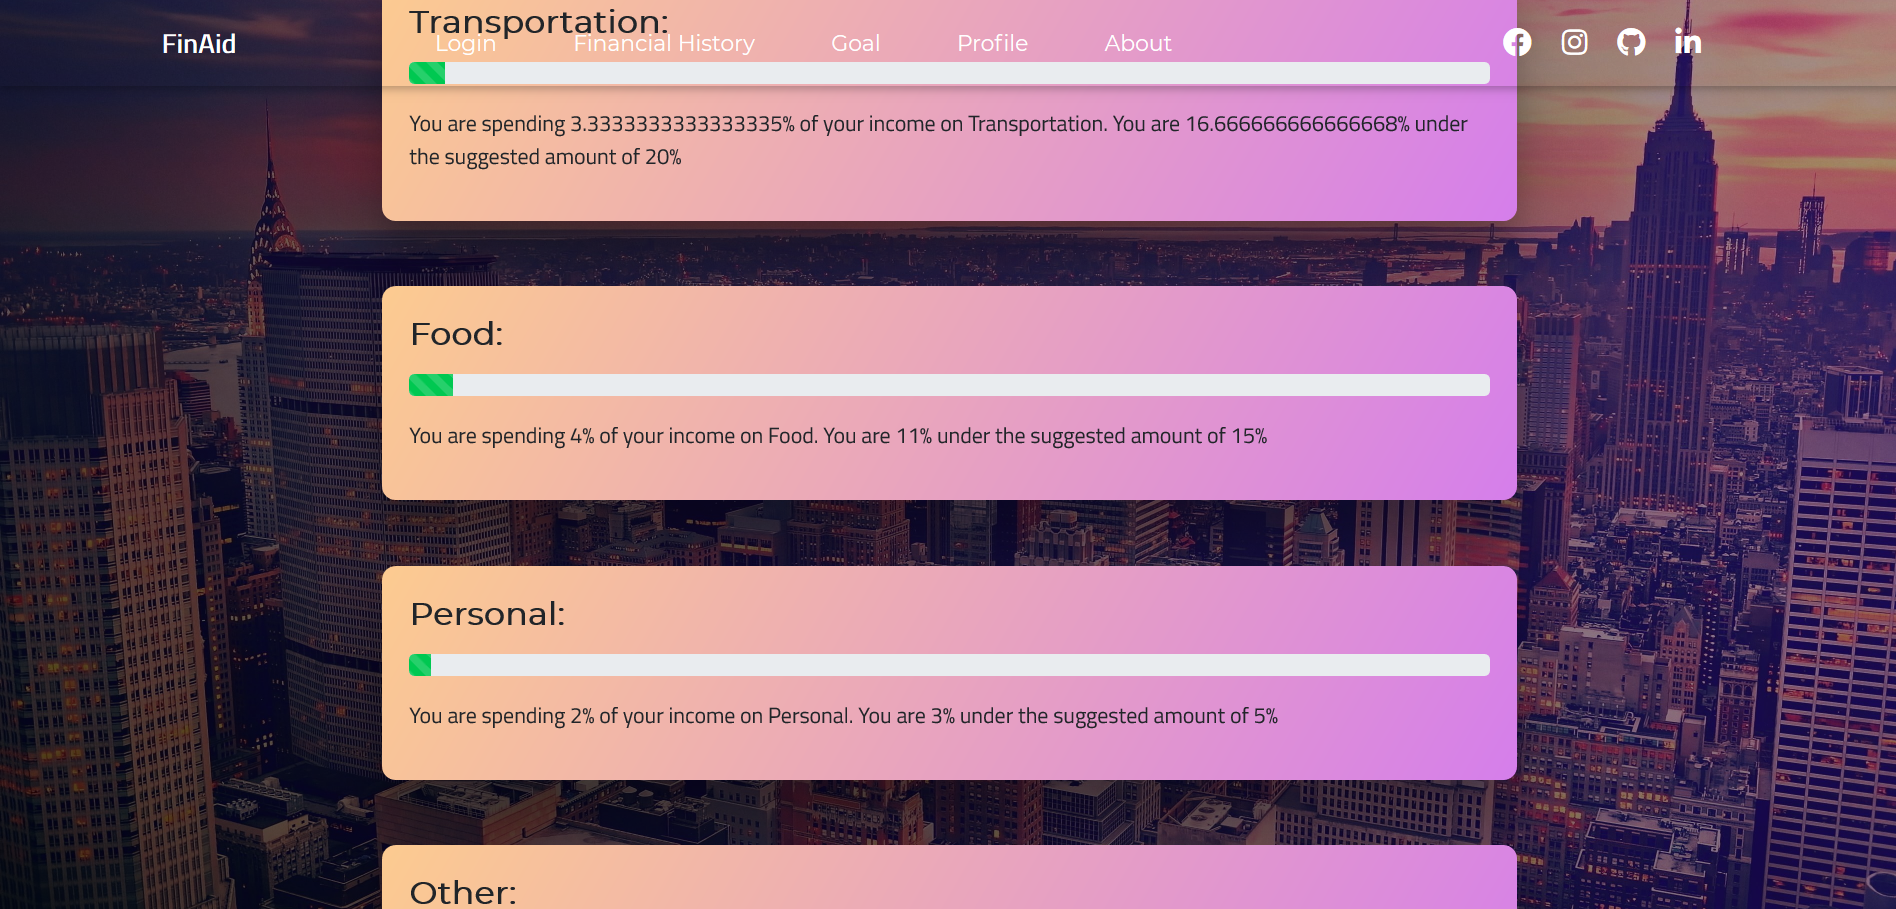 Transportation:
FinAid
Login
Financial History
Goal
Profile
About
You are spending 3.3333333333333335% of your income on Transportation. You are 16.666666666666668% under
the suggested amount of 20%
Food:
You are spending 4% of your income on Food. You are 11% under the suggested amount of 15%
Personal:
You are spending 2% of your income on Personal. You are 3% under the suggested amount of 5%
Other: